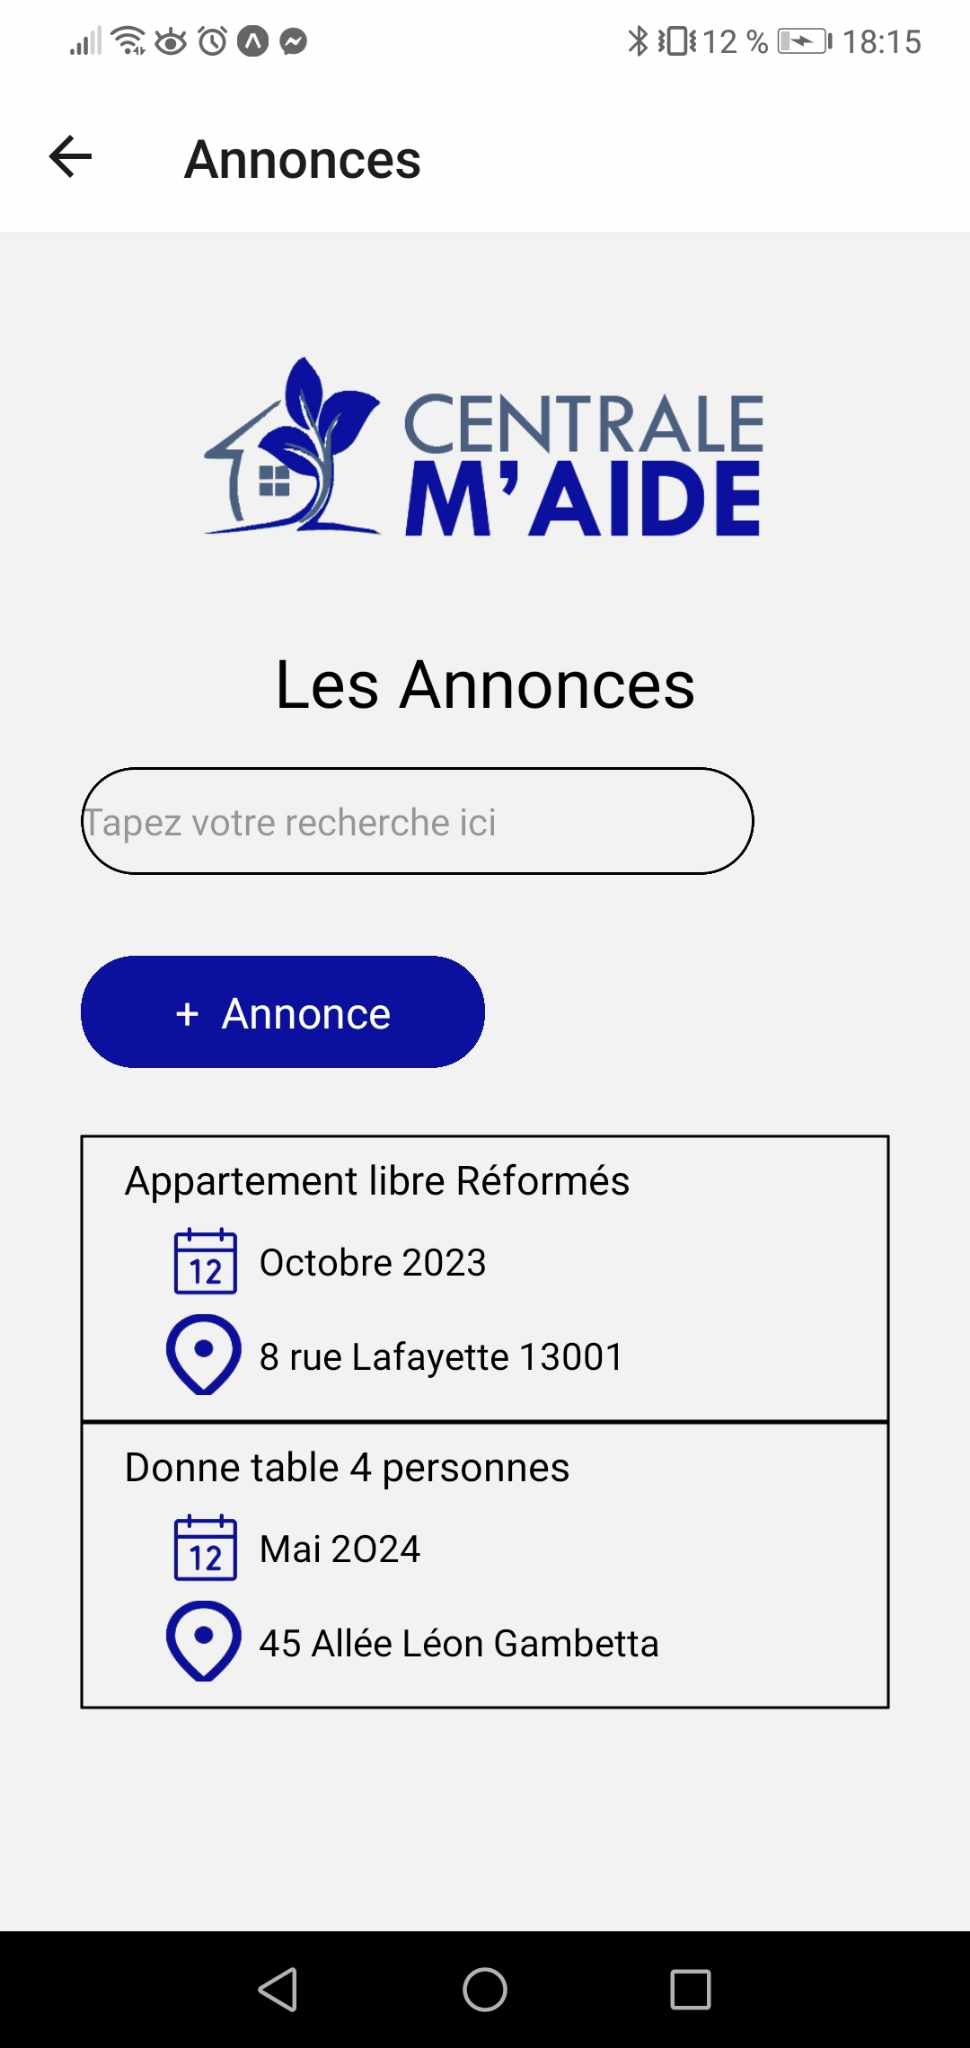 12 % 18:15
Annonces
CENTRALE
M'AIDE
Les Annonces
Tapez votre recherche ici
+ Annonce
Appartement libre Réformés
12 Octobre 2023
8 rue Lafayette 13001
Donne table 4 personnes
12 Mai 2O24
45 Allée Léon Gambetta